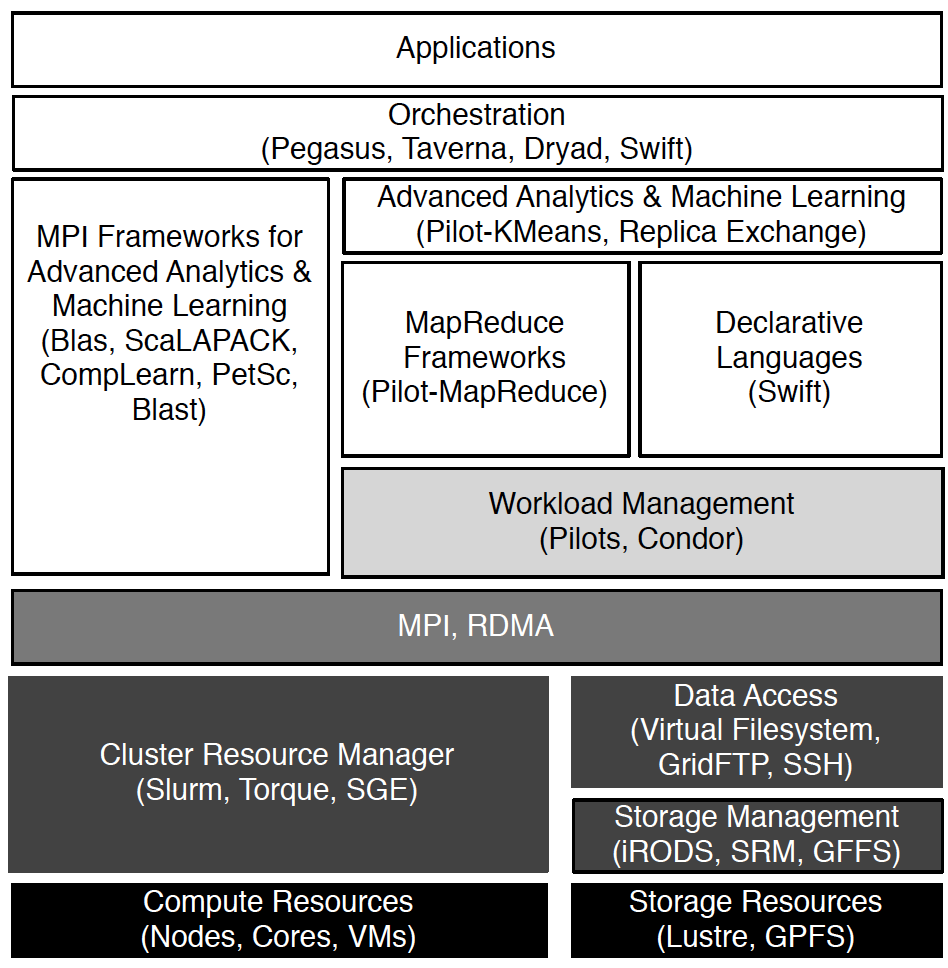 Applications
Orchestration
(Pegasus, Taverna, Dryad, Swift)
MPI Frameworks for
Advanced Analytics &
Machine Learning
(Blas, ScaLAPACK,
CompLearn, PetSc,
Blast)
Advanced Analytics & Machine Learning
(Pilot-KMeans, Replica Exchange)
MapReduce
Frameworks
(Pilot-MapReduce)
Declarative
Languages
(Swift)
Workload Management
(Pilots, Condor)
MPI, RDMA
Cluster Resource Manager
(Slurm, Torque, SGE)
Data Access
(Virtual Filesystem,
GridFTP, SSH)
Storage Management
(iRODS, SRM, GFFS)
Compute Resources
(Nodes, Cores, VMs)
Storage Resources
(Lustre, GPFS)